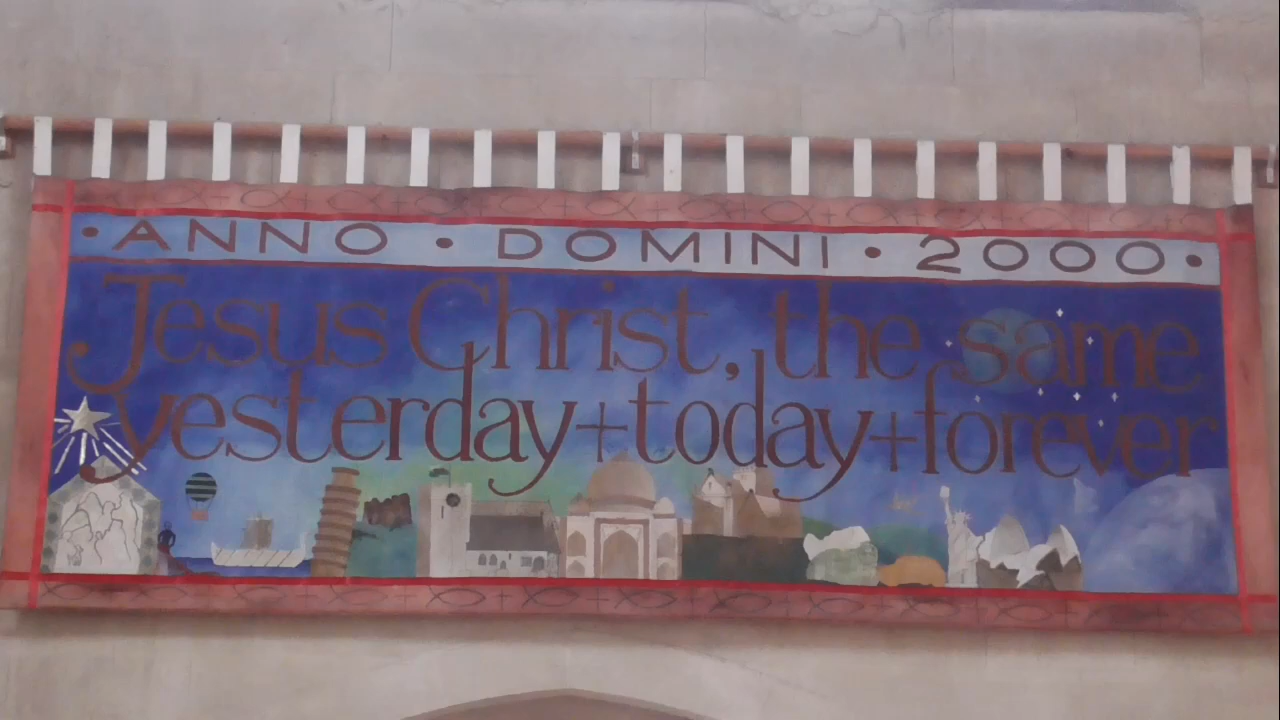 • ANNO • DOMINI • 2000 •
Jesus Christ, the same
yesterday + today + forever